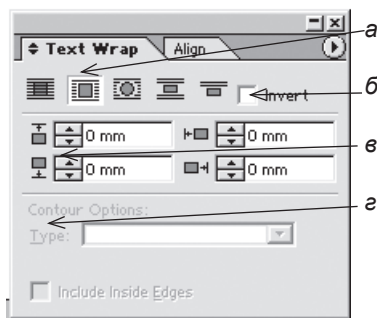 Text Wrap Align
а
Invert
б
0 mm 0 mm
в
0 mm 0 mm
г
Contour Options:
Type:
Include Inside Edges